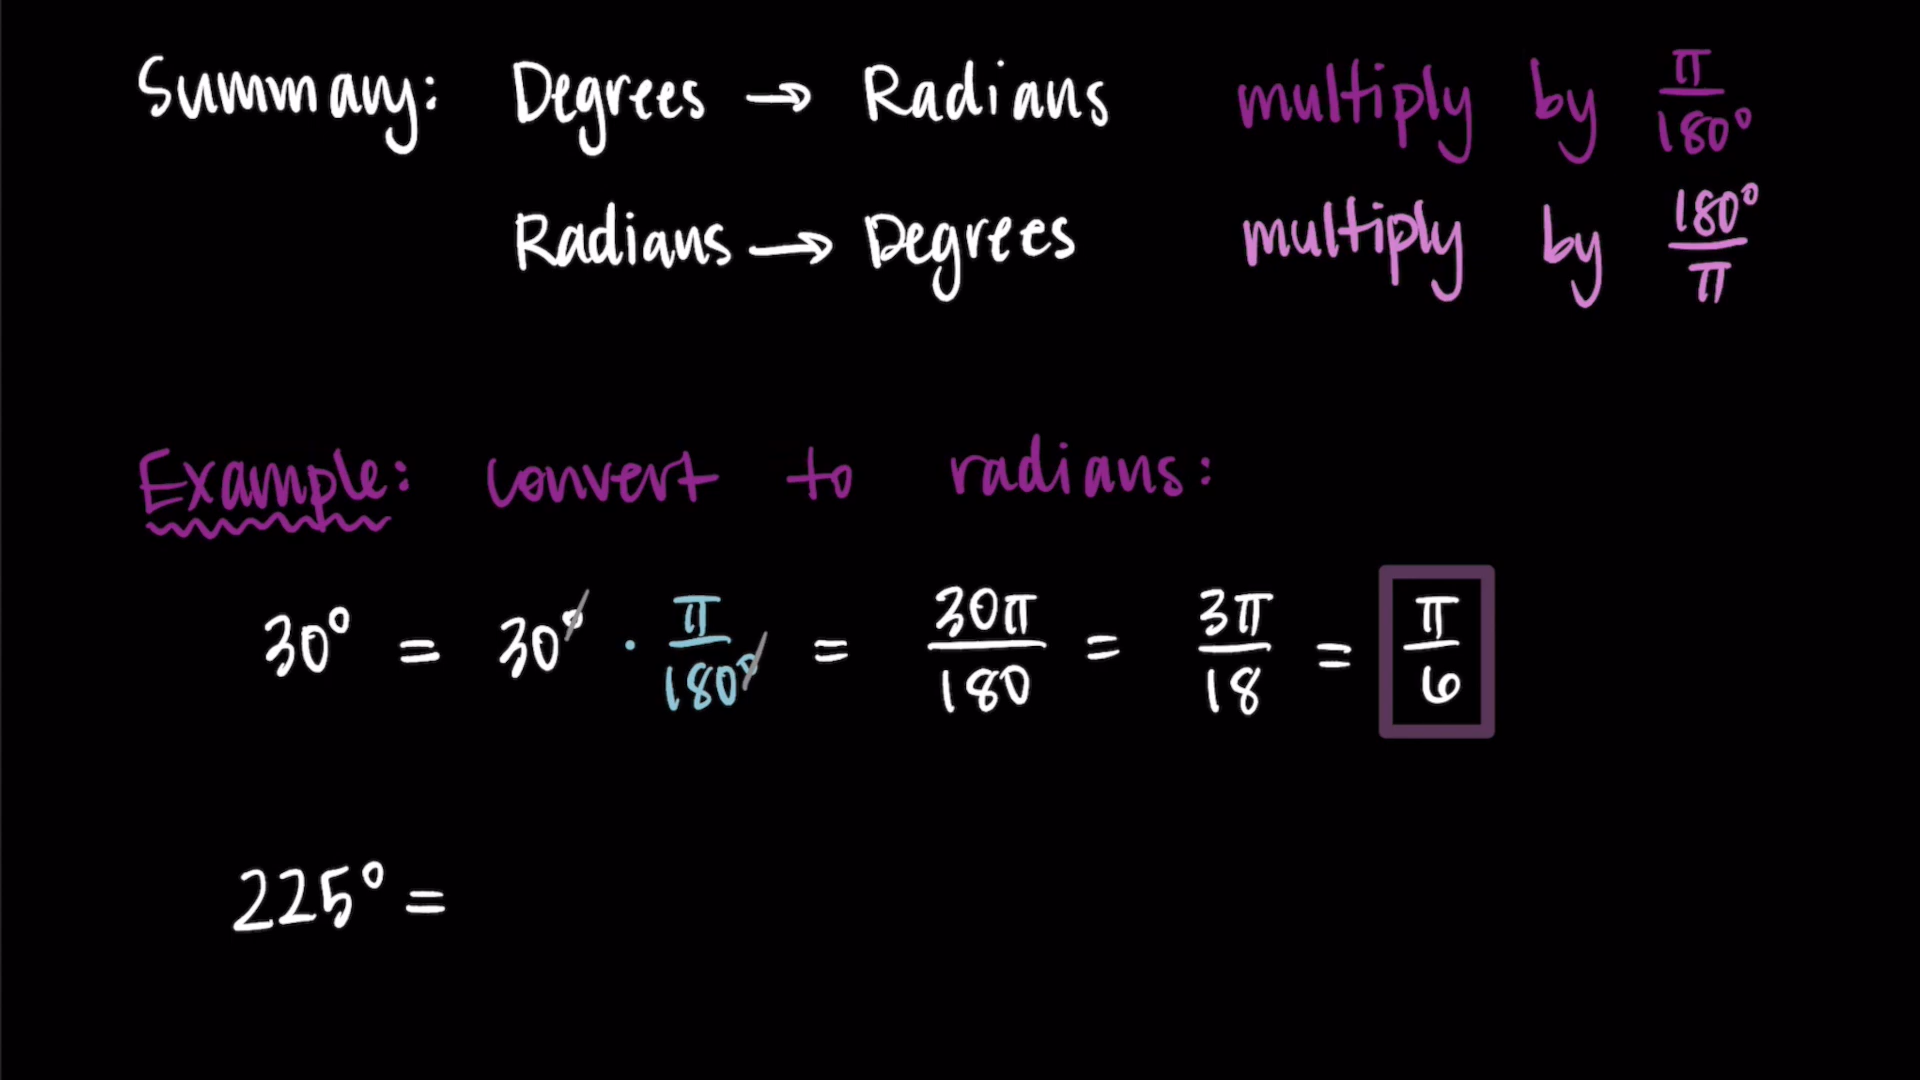 Summary: Degrees → Radians multiply by π/180°
Radians → Degrees multiply by 180°/π
Example: convert to radians:
30° = 30° · π/180° = 30π/180 = 3π/18 = π/6
225° =